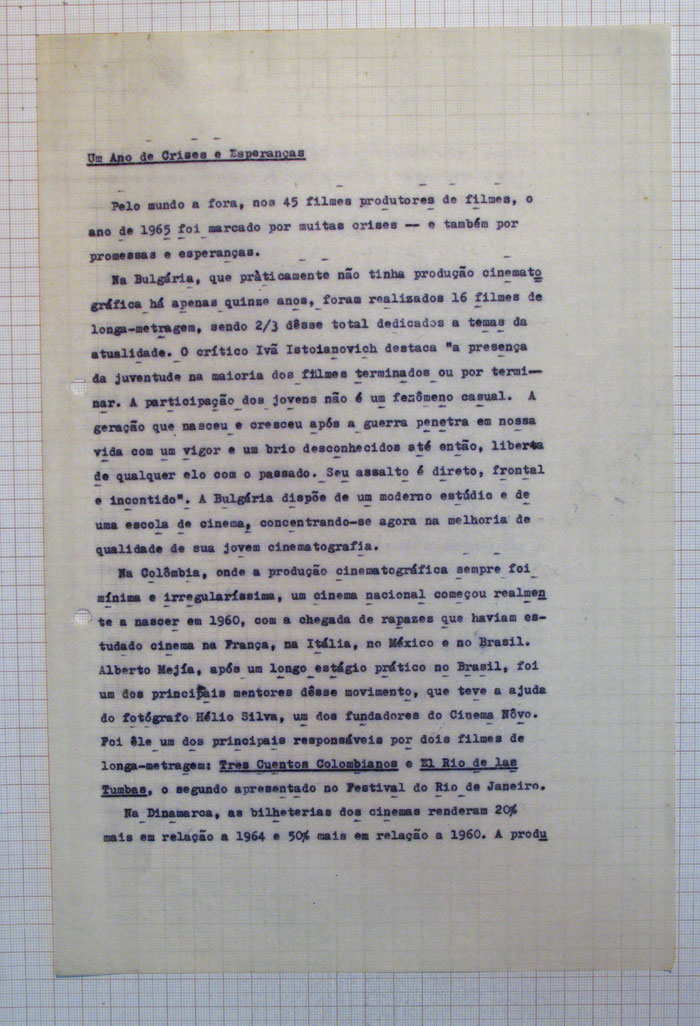 Um Ano de Crises e Esperanças
Pelo mundo a fora, nos 45 filmes produtores de filmes, o
ano de 1965 foi marcado por muitas crises -- e também por
promessas e esperanças.
Na Bulgária, que pràticamente não tinha produção cinemato
gráfica há apenas quinze anos, foram realizados 16 filmes de
longa-metragem, sendo 2/3 dêsse total dedicados a temas da
atualidade. O crítico Ivã Istoianovich destaca "a presença
da juventude na maioria dos filmes terminados ou por termi-
nar. A participação dos jovens não é um fenômeno casual. A
geração que nasceu e cresceu após a guerra penetra em nossa
vida com um vigor e um brio desconhecidos até então, liberta
de qualquer elo com o passado. Seu assalto é direto, frontal
e incontido". A Bulgária dispõe de um moderno estúdio e de
uma escola de cinema, concentrando-se agora na melhoria de
qualidade de sua jovem cinematografia.
Na Colômbia, onde a produção cinematográfica sempre foi
mínima e irregularíssima, um cinema nacional começou realmen
te a nascer em 1960, com a chegada de rapazes que haviam es-
tudado cinema na França, na Itália, no México e no Brasil.
Alberto Mejía, após um longo estágio prático no Brasil, foi
um dos principais mentores dêsse movimento, que teve a ajuda
do fotógrafo Hélio Silva, um dos fundadores do Cinema Nôvo.
Foi êle um dos principais responsáveis por dois filmes de
longa-metragem: Tres Cuentos Colombianos e El Rio de las
Tumbas, o segundo apresentado no Festival do Rio de Janeiro.
Na Dinamarca, as bilheterias dos cinemas renderam 20%
mais em relação a 1964 e 50% mais em relação a 1960. A produ